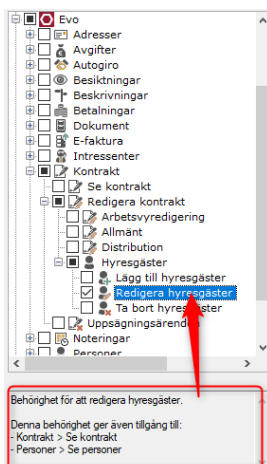 Evo
Adresser
Avgifter
Autogiro
Besiktningar
Beskrivningar
Betalningar
Dokument
E-faktura
Intressenter
Kontrakt
Se kontrakt
Redigera kontrakt
Arbetsvyredigering
Allmänt
Distribution
Hyresgäster
Lägg till hyresgäster
Redigera hyresgäster
Ta bort hyresgäster
Uppsägningsärenden
Noteringar
Personer
Behörighet för att redigera hyresgäster.
Denna behörighet ger även tillgång till:
- Kontrakt > Se kontrakt
- Personer > Se personer